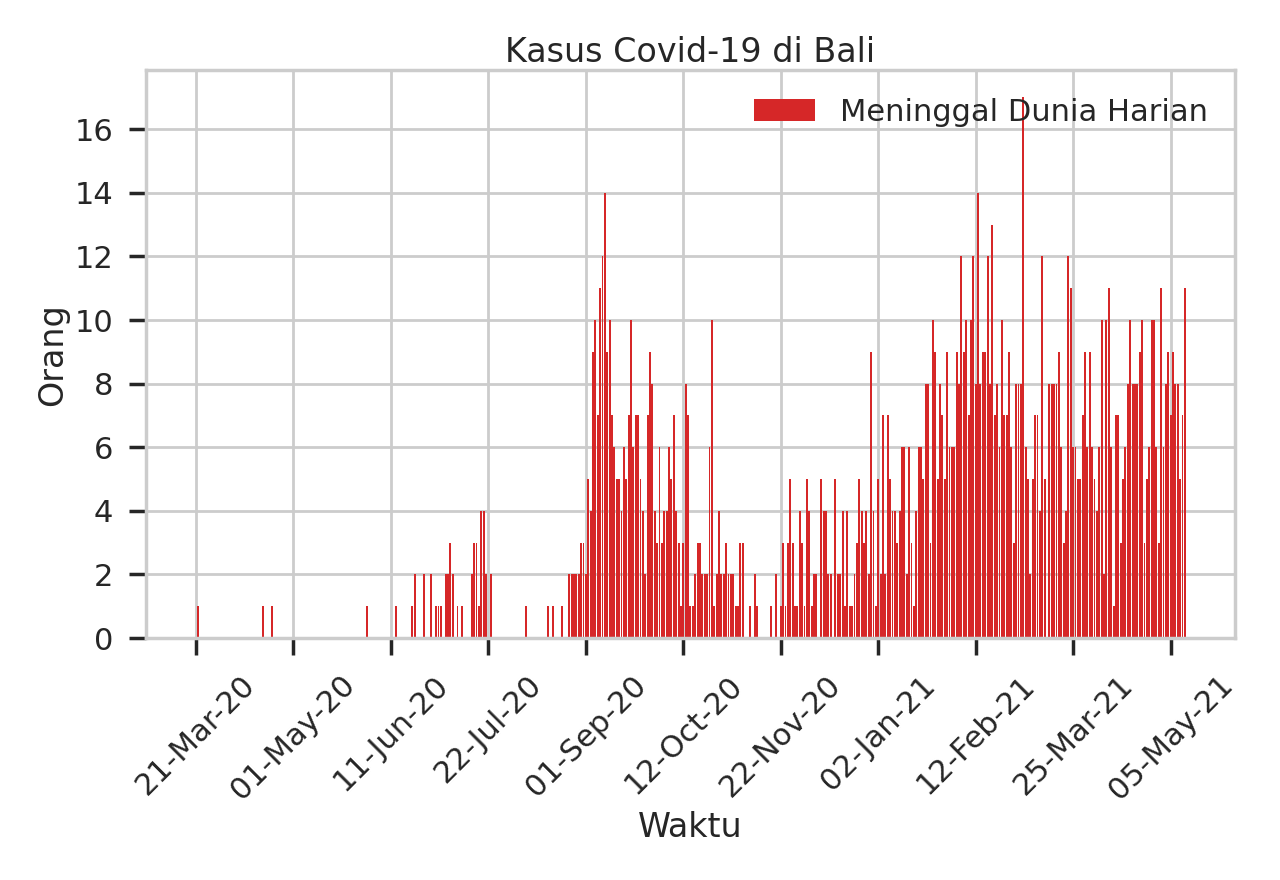 Kasus Covid-19 di Bali
Meninggal Dunia Harian
Orang
16
14
12
10
8
6
4
2
0
21-Mar-20
01-May-20
11-Jun-20
22-Jul-20
01-Sep-20
12-Oct-20
22-Nov-20
02-Jan-21
12-Feb-21
25-Mar-21
05-May-21
Waktu